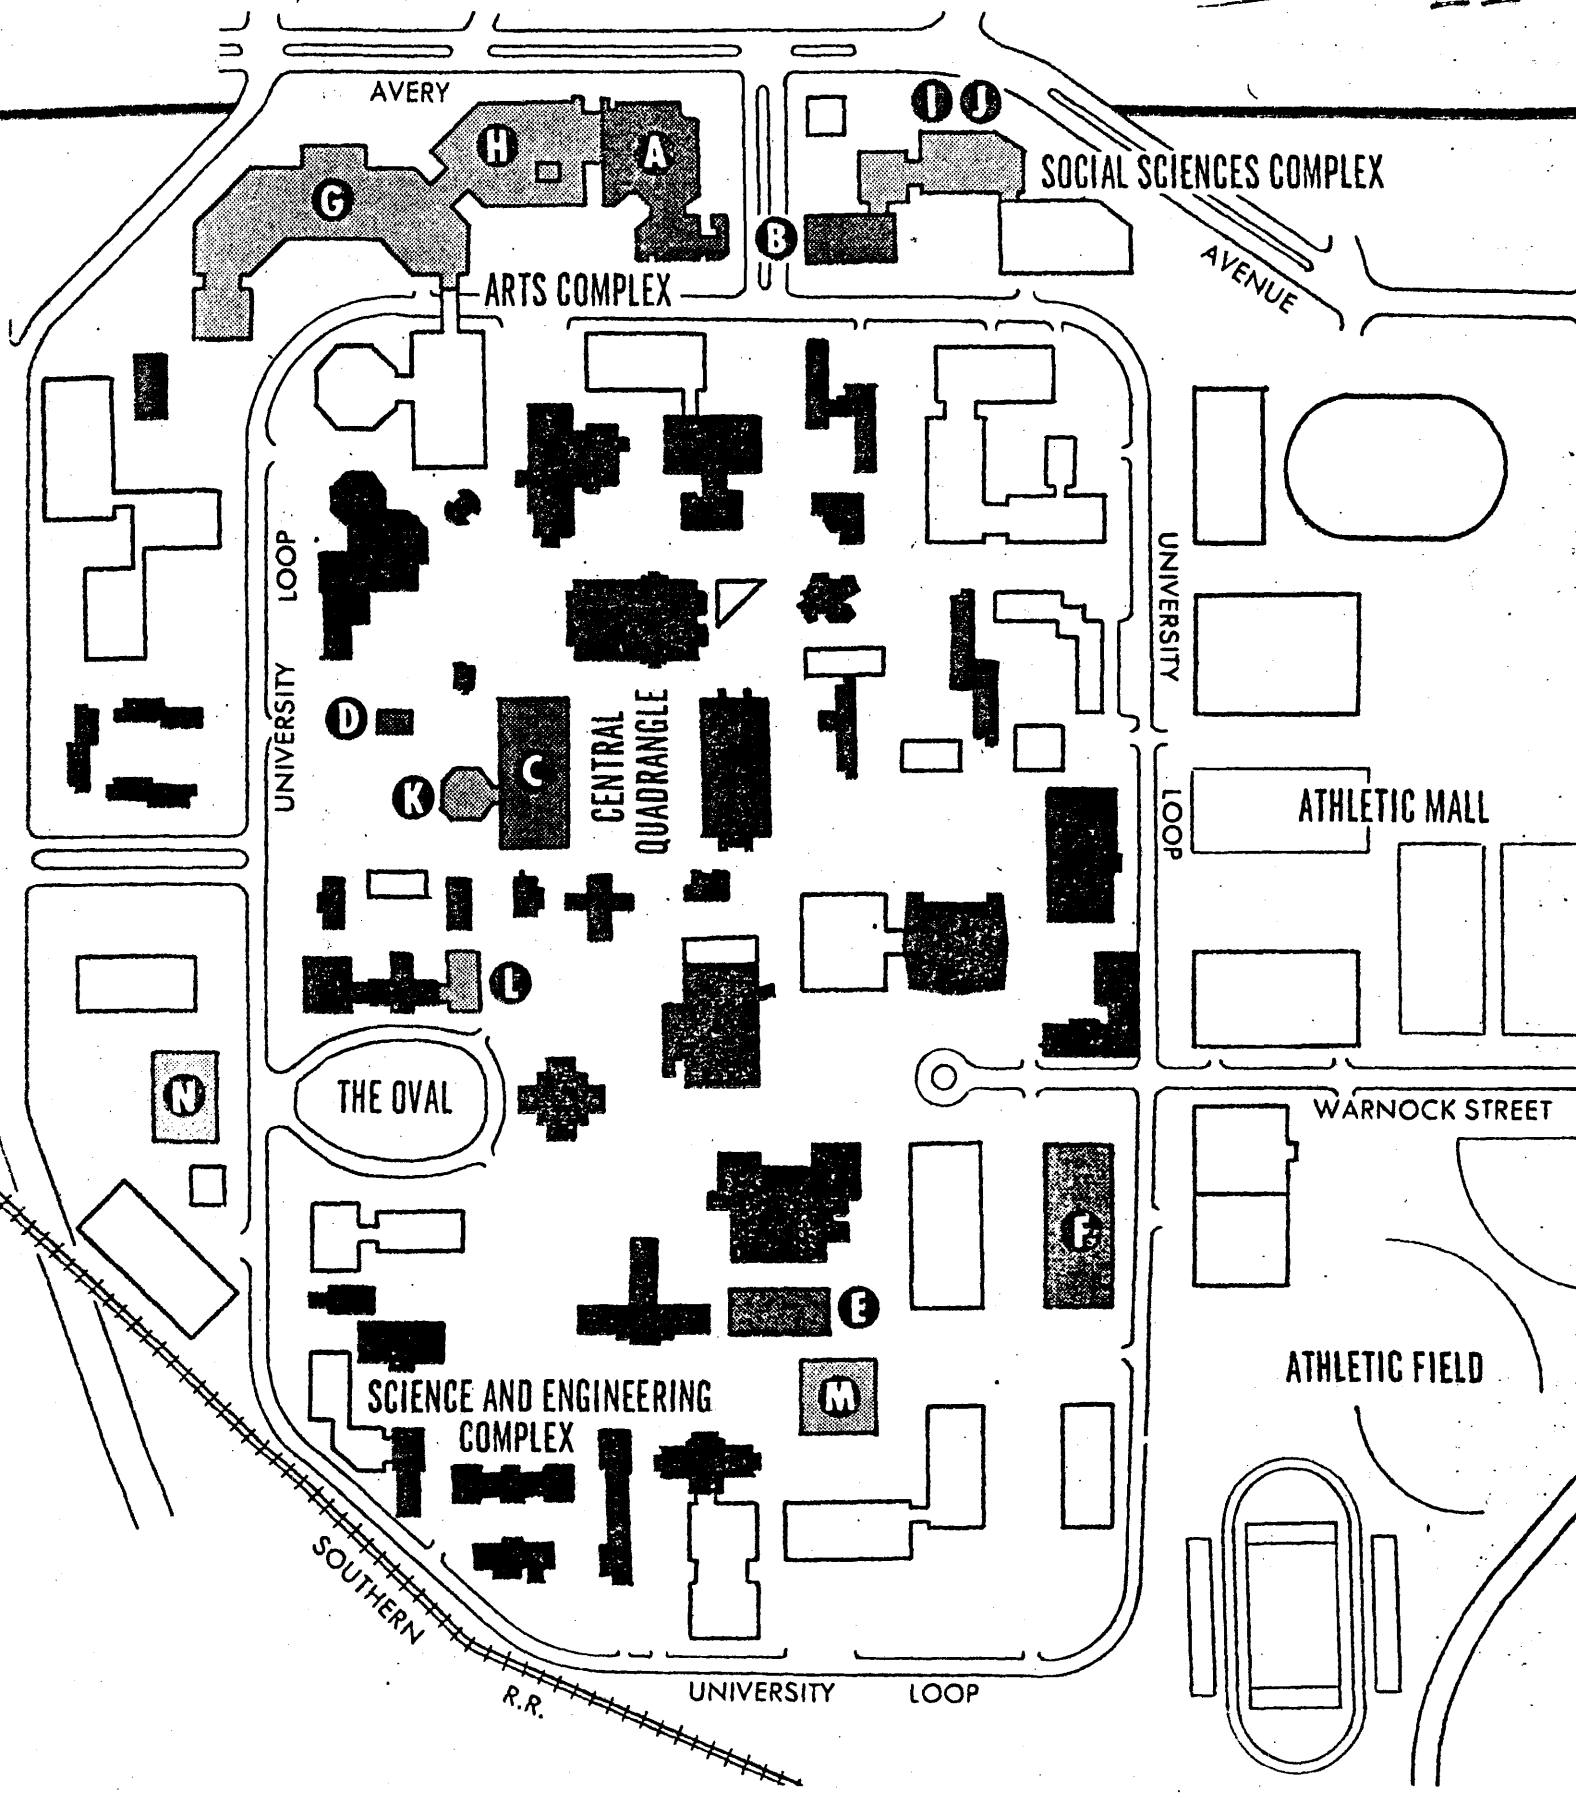 AVERY
I J
H
A
SOCIAL SCIENCES COMPLEX
G
B
AVENUE
ARTS COMPLEX
UNIVERSITY LOOP
UNIVERSITY LOOP
D
C
K
CENTRAL
QUADRANGLE
ATHLETIC MALL
L
N
THE OVAL
WARNOCK STREET
F
E
M
ATHLETIC FIELD
SCIENCE AND ENGINEERING
COMPLEX
SOUTHERN
R.R.
UNIVERSITY LOOP